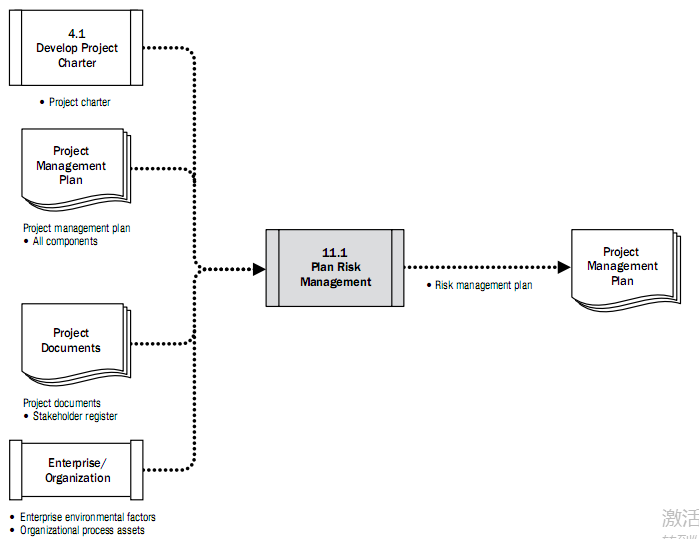 4.1
Develop Project
Charter
• Project charter
Project
Management
Plan
Project management plan
• All components
11.1
Plan Risk
Management
• Risk management plan
Project
Management
Plan
Project
Documents
Project documents
• Stakeholder register
Enterprise/
Organization
• Enterprise environmental factors
• Organizational process assets
激活